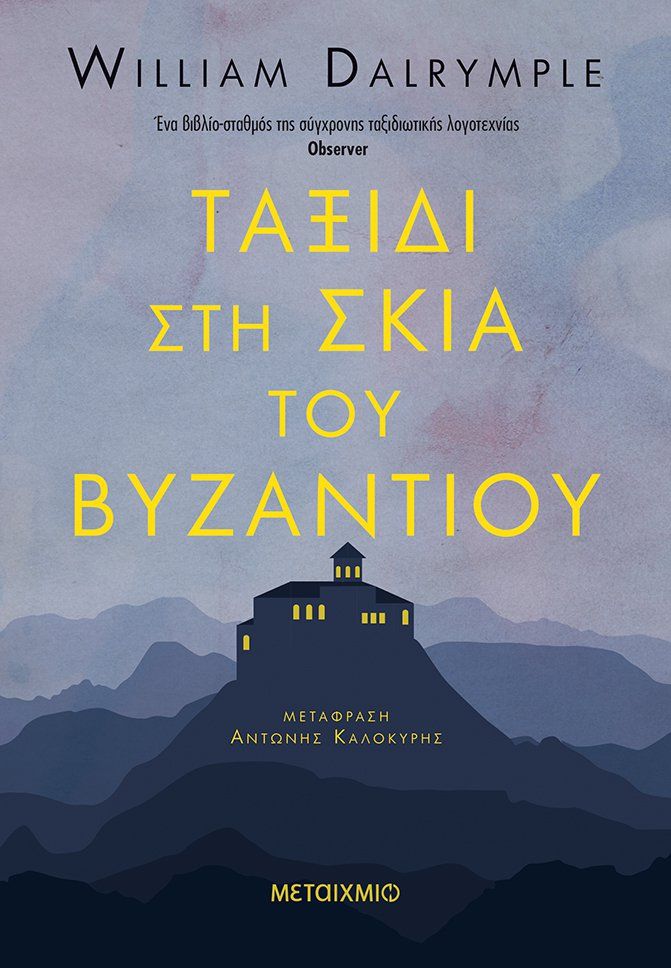 WILLIAM DALRYMPLE
Ένα βιβλίο-σταθμός της σύγχρονης ταξιδιωτικής λογοτεχνίας
Observer
ΤΑΞΙΔΙ
ΣΤΗ ΣΚΙΑ
ΤΟΥ
ΒΥΖΑΝΤΙΟΥ
ΜΕΤΑΦΡΑΣΗ
ΑΝΤΩΝΗΣ ΚΑΛΟΚΥΡΗΣ
ΜΕΤΑΙΧΜΙΟ